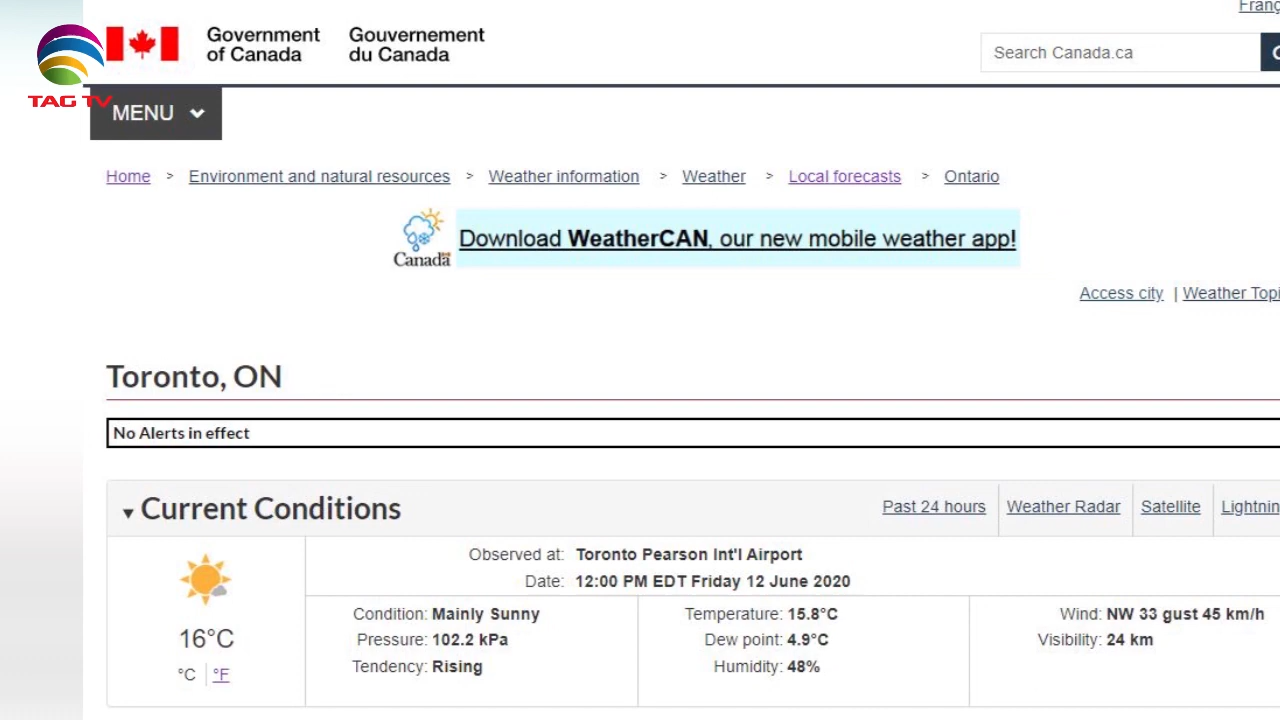 Franç
Government of Canada
Gouvernement du Canada
Search Canada.ca
TAG TV
MENU
Home > Environment and natural resources > Weather information > Weather > Local forecasts > Ontario
Canada
Download WeatherCAN, our new mobile weather app!
Access city | Weather Topi
Toronto, ON
No Alerts in effect
Current Conditions
Past 24 hours
Weather Radar
Satellite
Lightnin
Observed at: Toronto Pearson Int'l Airport
Date: 12:00 PM EDT Friday 12 June 2020
16°C
°C °F
Condition: Mainly Sunny
Pressure: 102.2 kPa
Tendency: Rising
Temperature: 15.8°C
Dew point: 4.9°C
Humidity: 48%
Wind: NW 33 gust 45 km/h
Visibility: 24 km